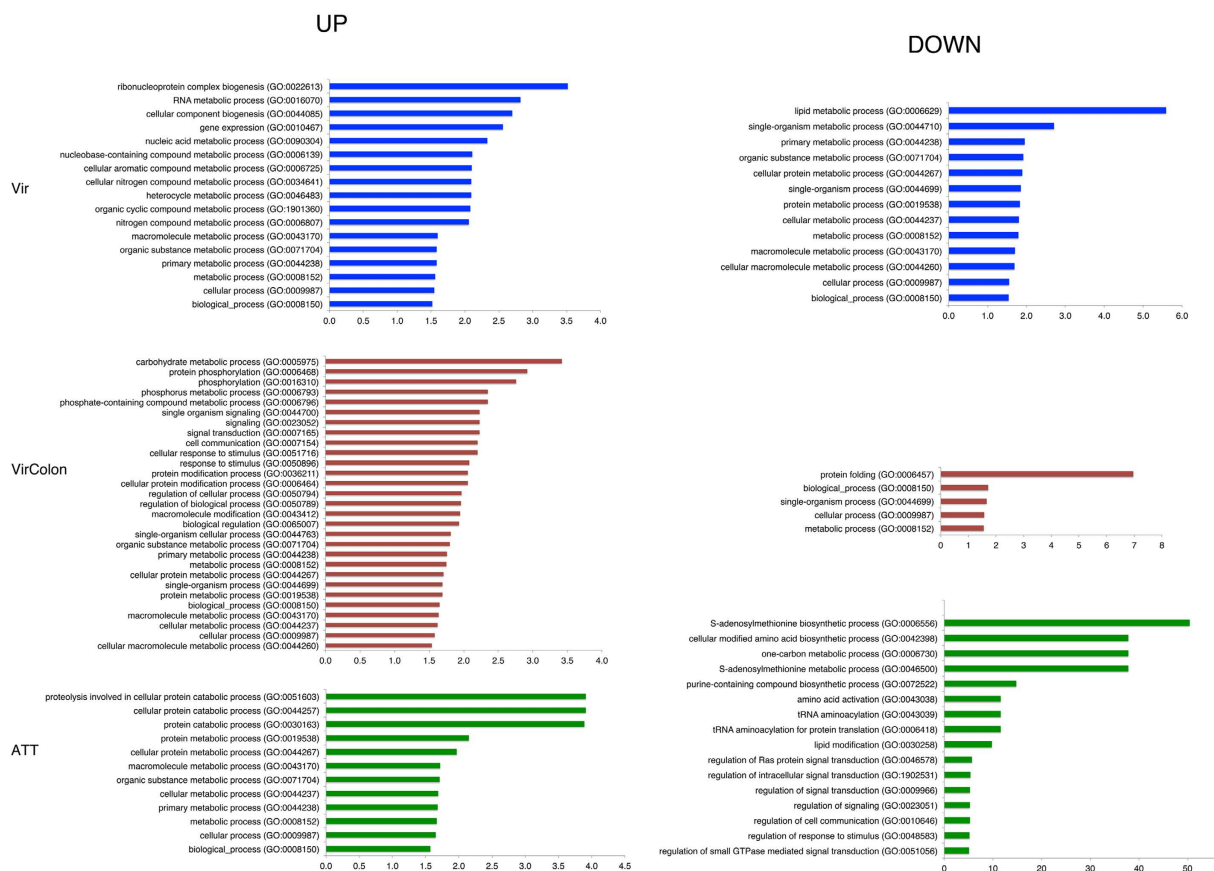 UP
DOWN
Vir
ribonucleoprotein complex biogenesis (GO:0022613)
RNA metabolic process (GO:0016070)
cellular component biogenesis (GO:0044085)
gene expression (GO:0010467)
nucleic acid metabolic process (GO:0090304)
nucleobase-containing compound metabolic process (GO:0006139)
cellular aromatic compound metabolic process (GO:0006725)
cellular nitrogen compound metabolic process (GO:0034641)
heterocycle metabolic process (GO:0046483)
organic cyclic compound metabolic process (GO:1901360)
nitrogen compound metabolic process (GO:0006807)
macromolecule metabolic process (GO:0043170)
organic substance metabolic process (GO:0071704)
primary metabolic process (GO:0044238)
metabolic process (GO:0008152)
cellular process (GO:0009987)
biological_process (GO:0008150)
0.0 0.5 1.0 1.5 2.0 2.5 3.0 3.5 4.0
lipid metabolic process (GO:0006629)
single-organism metabolic process (GO:0044710)
primary metabolic process (GO:0044238)
organic substance metabolic process (GO:0071704)
cellular protein metabolic process (GO:0044267)
single-organism process (GO:0044699)
protein metabolic process (GO:0019538)
cellular metabolic process (GO:0044237)
metabolic process (GO:0008152)
macromolecule metabolic process (GO:0043170)
cellular macromolecule metabolic process (GO:0044260)
cellular process (GO:0009987)
biological_process (GO:0008150)
0.0 1.0 2.0 3.0 4.0 5.0 6.0
VirColon
carbohydrate metabolic process (GO:0005975)
protein phosphorylation (GO:0006468)
phosphorylation (GO:0016310)
phosphorus metabolic process (GO:0006793)
phosphate-containing compound metabolic process (GO:0006796)
single organism signaling (GO:0044700)
signaling (GO:0023052)
signal transduction (GO:0007165)
cell communication (GO:0007154)
cellular response to stimulus (GO:0051716)
response to stimulus (GO:0050896)
protein modification process (GO:0036211)
cellular protein modification process (GO:0006464)
regulation of cellular process (GO:0050794)
regulation of biological process (GO:0050789)
macromolecule modification (GO:0043412)
biological regulation (GO:0065007)
single-organism cellular process (GO:0044763)
organic substance metabolic process (GO:0071704)
primary metabolic process (GO:0044238)
metabolic process (GO:0008152)
cellular protein metabolic process (GO:0044267)
single-organism process (GO:0044699)
protein metabolic process (GO:0019538)
biological_process (GO:0008150)
macromolecule metabolic process (GO:0043170)
cellular metabolic process (GO:0044237)
cellular process (GO:0009987)
cellular macromolecule metabolic process (GO:0044260)
0.0 0.5 1.0 1.5 2.0 2.5 3.0 3.5 4.0
protein folding (GO:0006457)
biological_process (GO:0008150)
single-organism process (GO:0044699)
cellular process (GO:0009987)
metabolic process (GO:0008152)
0 1 2 3 4 5 6 7 8
ATT
proteolysis involved in cellular protein catabolic process (GO:0051603)
cellular protein catabolic process (GO:0044257)
protein catabolic process (GO:0030163)
protein metabolic process (GO:0019538)
cellular protein metabolic process (GO:0044267)
macromolecule metabolic process (GO:0043170)
organic substance metabolic process (GO:0071704)
cellular metabolic process (GO:0044237)
primary metabolic process (GO:0044238)
metabolic process (GO:0008152)
cellular process (GO:0009987)
biological_process (GO:0008150)
0.0 0.5 1.0 1.5 2.0 2.5 3.0 3.5 4.0 4.5
S-adenosylmethionine biosynthetic process (GO:0006556)
cellular modified amino acid biosynthetic process (GO:0042398)
one-carbon metabolic process (GO:0006730)
S-adenosylmethionine metabolic process (GO:0046500)
purine-containing compound biosynthetic process (GO:0072522)
amino acid activation (GO:0043038)
tRNA aminoacylation (GO:0043039)
tRNA aminoacylation for protein translation (GO:0006418)
lipid modification (GO:0030258)
regulation of Ras protein signal transduction (GO:0046578)
regulation of intracellular signal transduction (GO:1902531)
regulation of signal transduction (GO:0009966)
regulation of signaling (GO:0023051)
regulation of cell communication (GO:0010646)
regulation of response to stimulus (GO:0048583)
regulation of small GTPase mediated signal transduction (GO:0051056)
0 10 20 30 40 50